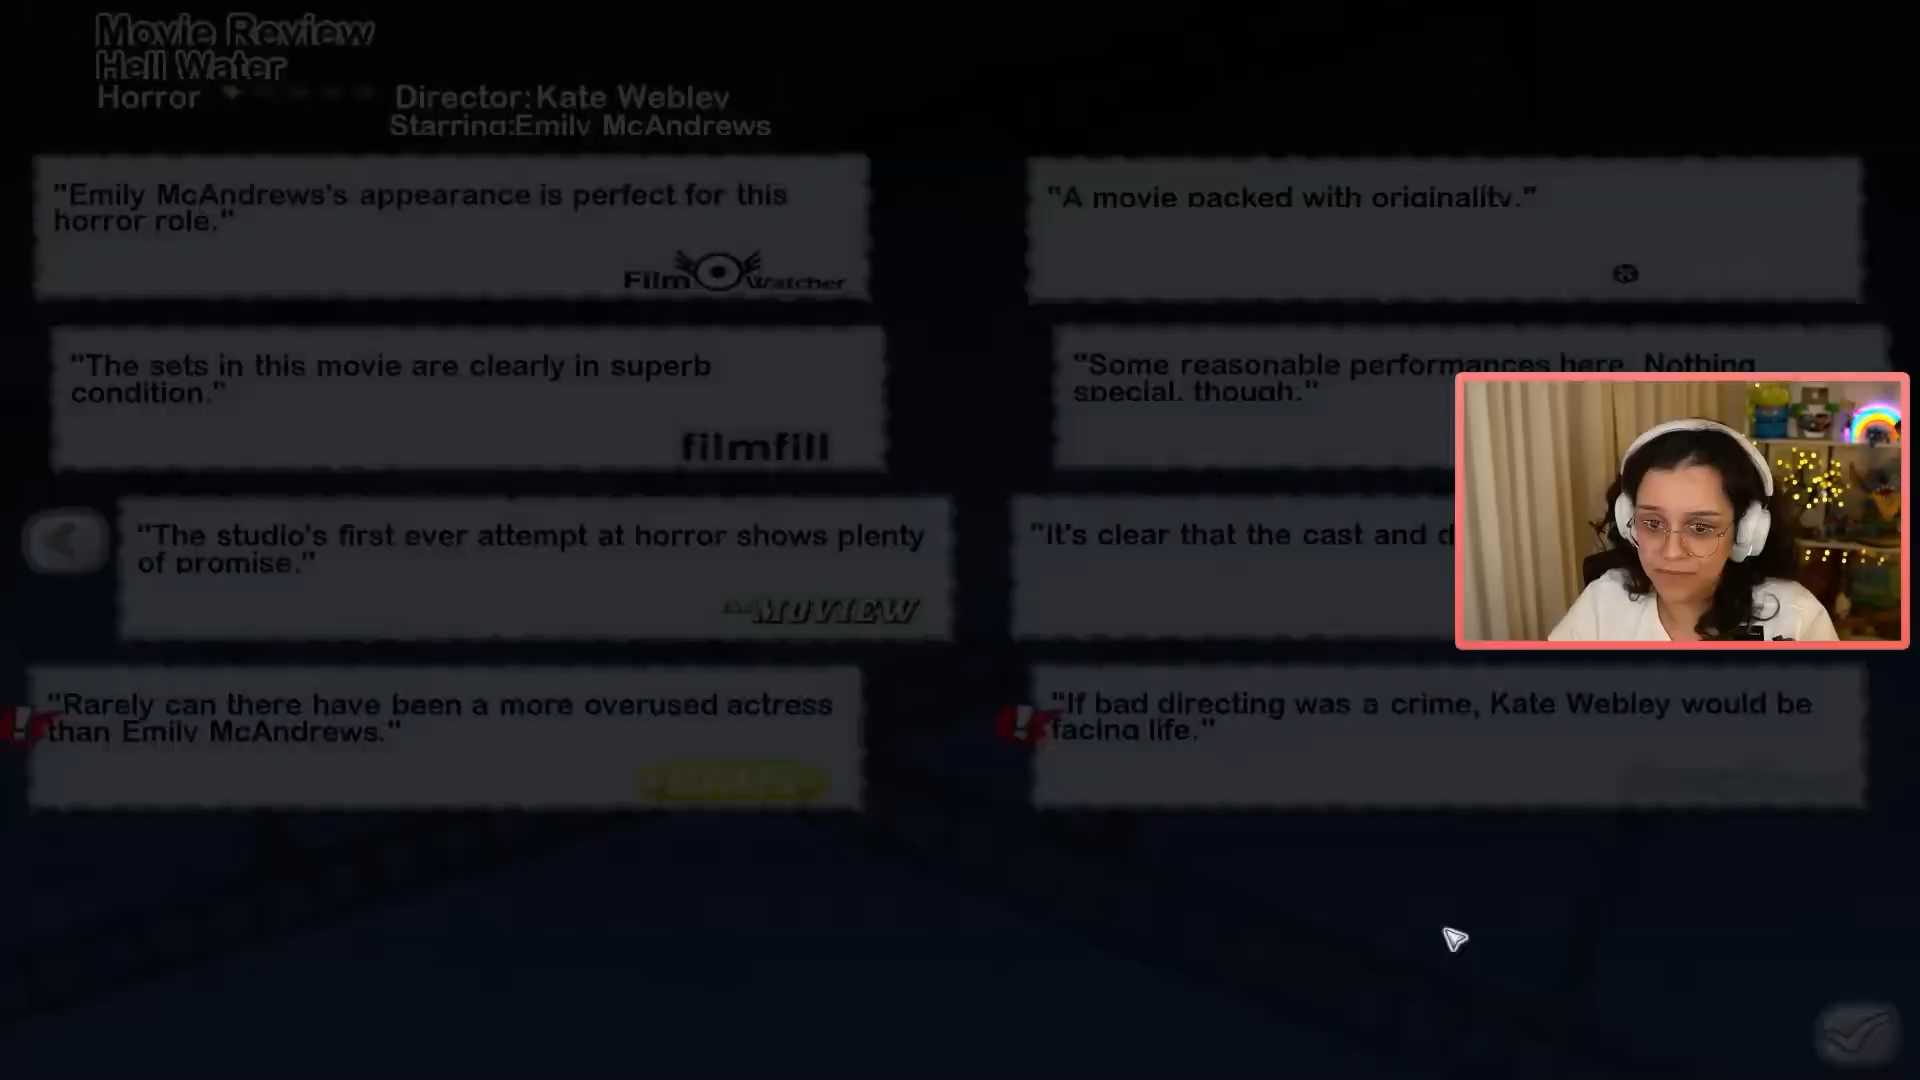 Movie Review
Hell Water
Horror
Director: Kate Webley
Starring:Emily McAndrews
"Emily McAndrews's appearance is perfect for this
horror role."
Film Watcher
"A movie packed with originality."
"The sets in this movie are clearly in superb
condition."
filmfill
"Some reasonable performances here. Nothing
special, though."
"The studio's first ever attempt at horror shows plenty
of promise."
MOVIEW
"It's clear that the cast and d
"Rarely can there have been a more overused actress
than Emily McAndrews."
"If bad directing was a crime, Kate Webley would be
facing life."